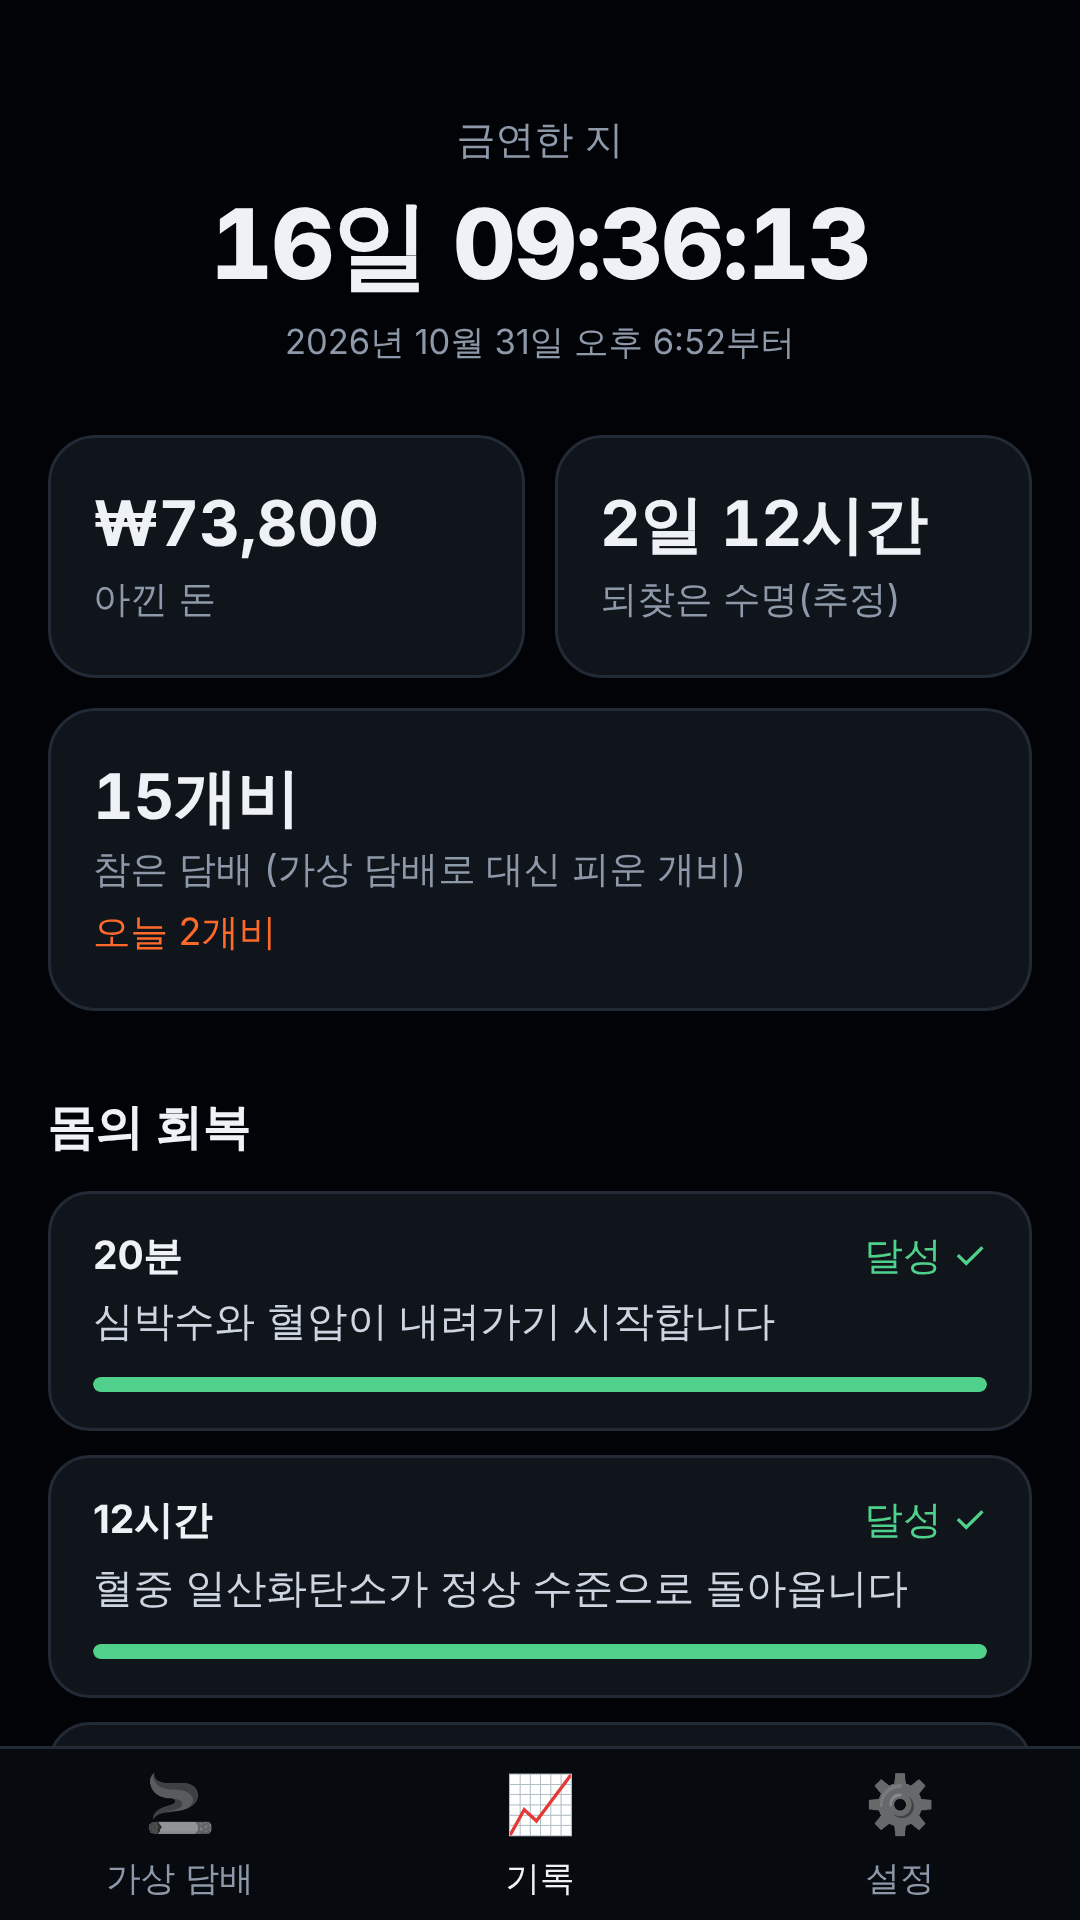 금연한 지
16일 09:36:13
2026년 10월 31일 오후 6:52부터
₩73,800
아낀 돈
2일 12시간
되찾은 수명(추정)
15개비
참은 담배 (가상 담배로 대신 피운 개비)
오늘 2개비
몸의 회복
20분
달성 ✓
심박수와 혈압이 내려가기 시작합니다
12시간
달성 ✓
혈중 일산화탄소가 정상 수준으로 돌아옵니다
가상 담배
기록
설정